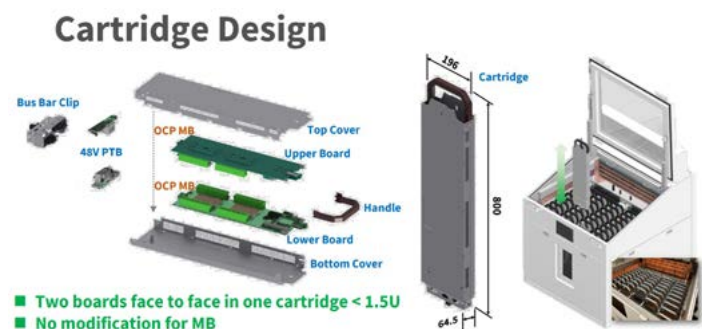 Cartridge Design
Bus Bar Clip
48V PTB
Top Cover
OCP MB
Upper Board
OCP MB
Handle
Lower Board
Bottom Cover
196
Cartridge
800
64.5
Two boards face to face in one cartridge < 1.5U
No modification for MB